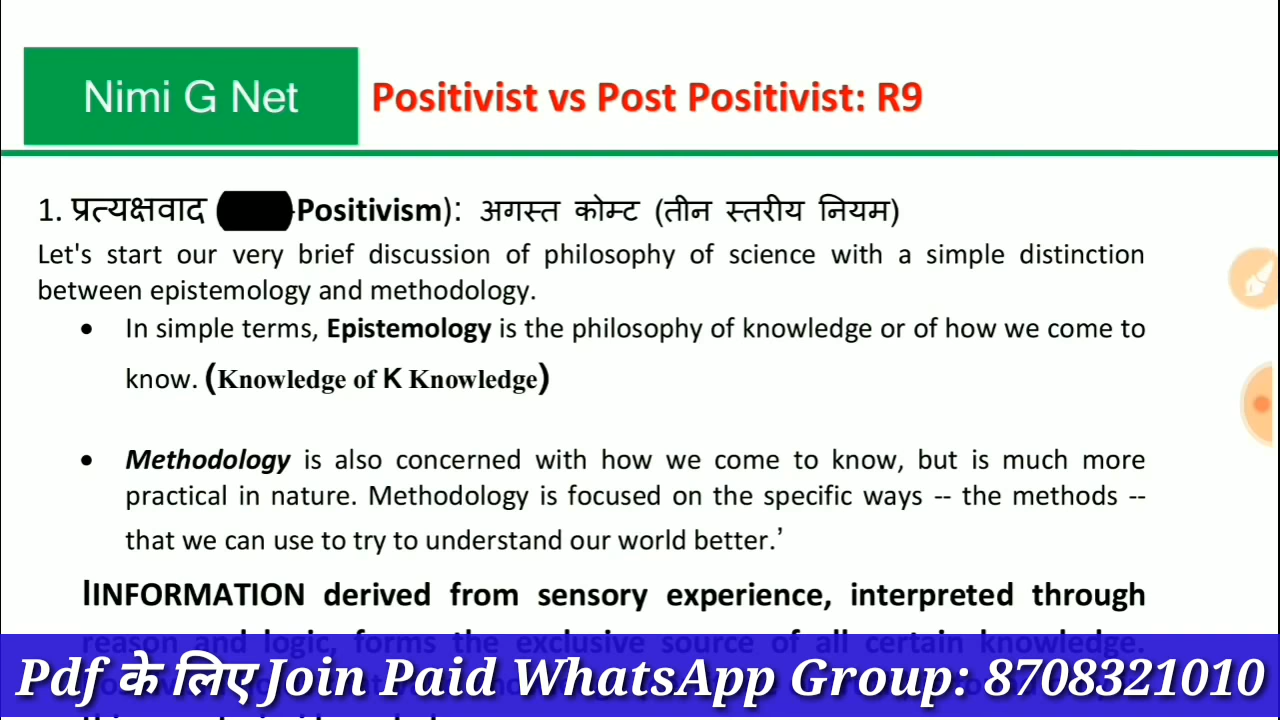 Nimi G Net
Positivist vs Post Positivist: R9
1. प्रत्यक्षवाद Positivism): अगस्त कोम्ट (तीन स्तरीय नियम)
Let's start our very brief discussion of philosophy of science with a simple distinction
between epistemology and methodology.
• In simple terms, Epistemology is the philosophy of knowledge or of how we come to
know. (Knowledge of K Knowledge)
• Methodology is also concerned with how we come to know, but is much more
practical in nature. Methodology is focused on the specific ways -- the methods --
that we can use to try to understand our world better.’
lINFORMATION derived from sensory experience, interpreted through
reason and logic, forms the exclusive source of all certain knowledge.
Pdf के लिए Join Paid WhatsApp Group: 8708321010